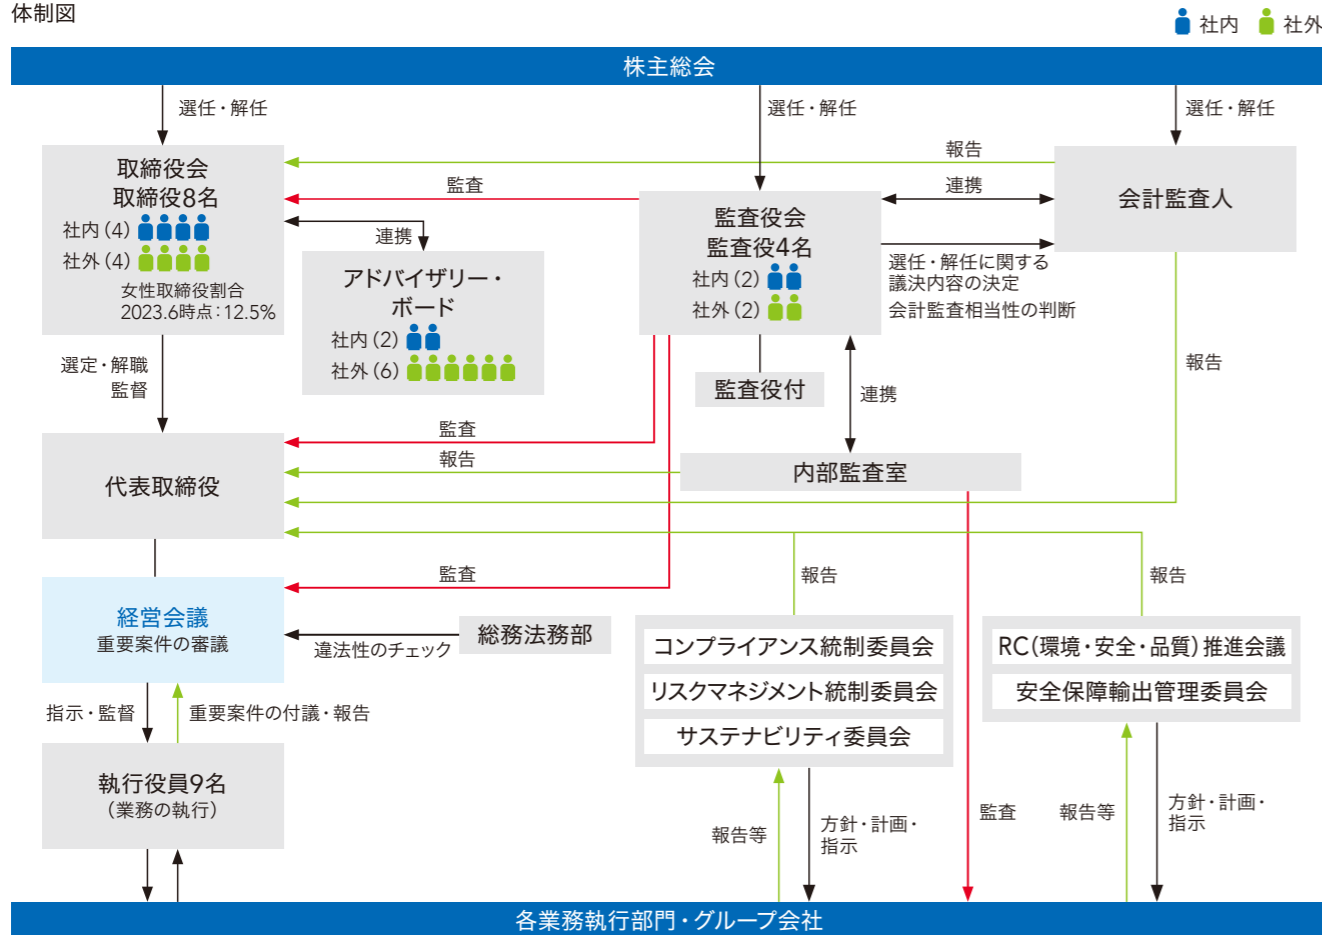 体制図
社内
社外
株主総会
選任・解任
選任・解任
選任・解任
取締役会
取締役8名
社内(4)
社外(4)
女性取締役割合
2023.6時点：12.5%
報告
監査
連携
アドバイザリー・
ボード
社内(2)
社外(6)
監査役会
監査役4名
社内(2)
社外(2)
連携
会計監査人
選任・解任に関する
議決内容の決定
会計監査相当性の判断
選定・解職
監督
監査役付
連携
報告
監査
報告
代表取締役
内部監査室
監査
報告
報告
経営会議
重要案件の審議
違法性のチェック
総務法務部
コンプライアンス統制委員会
リスクマネジメント統制委員会
サステナビリティ委員会
RC(環境・安全・品質)推進会議
安全保障輸出管理委員会
指示・監督
重要案件の付議・報告
執行役員9名
(業務の執行)
報告等
方針・計画・
指示
監査
報告等
方針・計画・
指示
各業務執行部門・グループ会社